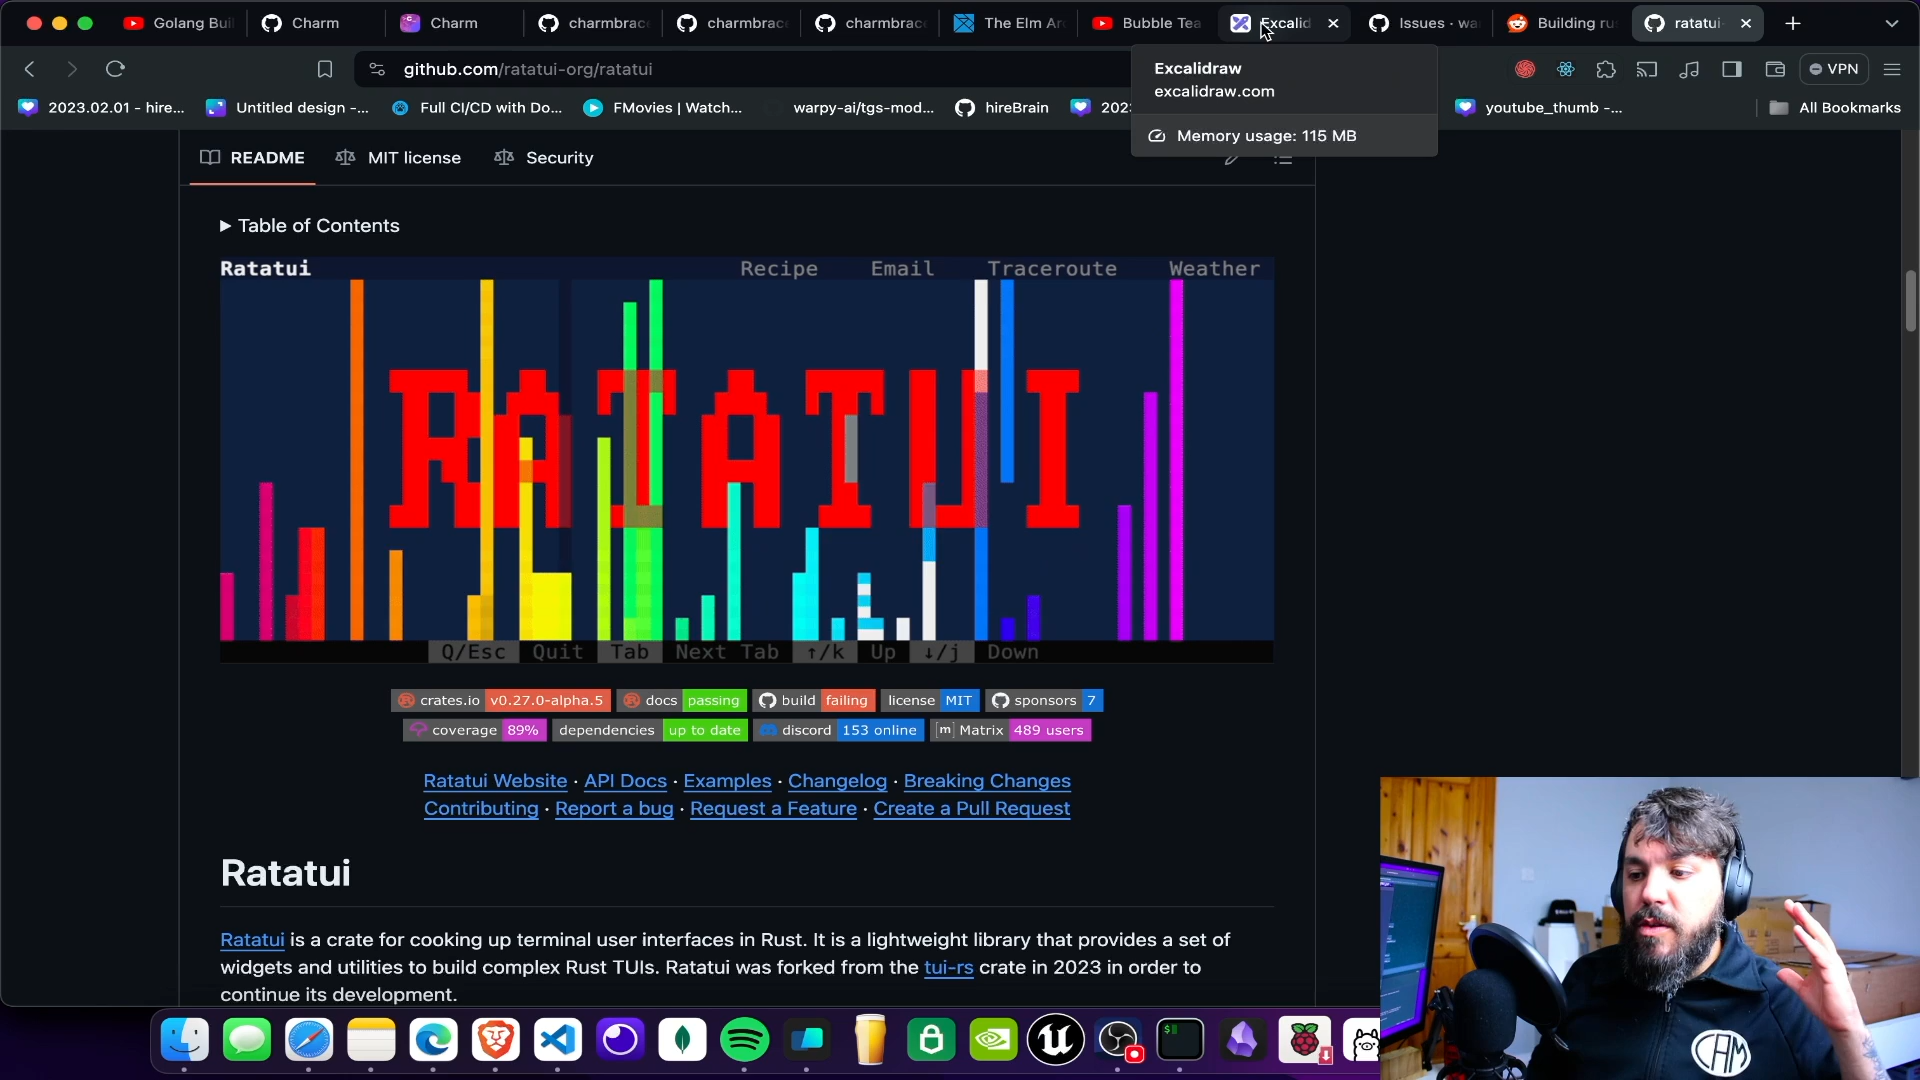 Golang Bui
Charm
Charm
charmbrace
charmbrace
charmbrace
The Elm Ar
Bubble Tea
Excalid
Issues · wa
Building ru
ratatui-
github.com/ratatui-org/ratatui
VPN
2023.02.01 - hire...
Untitled design -...
Full CI/CD with Do...
FMovies | Watch...
warpy-ai/tgs-mod...
hireBrain
202
youtube_thumb -...
All Bookmarks
Excalidraw
excalidraw.com
Memory usage: 115 MB
README
MIT license
Security
Table of Contents
Ratatui
Recipe
Email
Traceroute
Weather
RATATUI
Q/Esc Quit Tab Next Tab ↑/k Up ↓/j Down
crates.io v0.27.0-alpha.5 docs passing build failing license MIT sponsors 7
coverage 89% dependencies up to date discord 153 online [m] Matrix 489 users
Ratatui Website · API Docs · Examples · Changelog · Breaking Changes
Contributing · Report a bug · Request a Feature · Create a Pull Request
Ratatui
Ratatui is a crate for cooking up terminal user interfaces in Rust. It is a lightweight library that provides a set of
widgets and utilities to build complex Rust TUIs. Ratatui was forked from the tui-rs crate in 2023 in order to
continue its development.